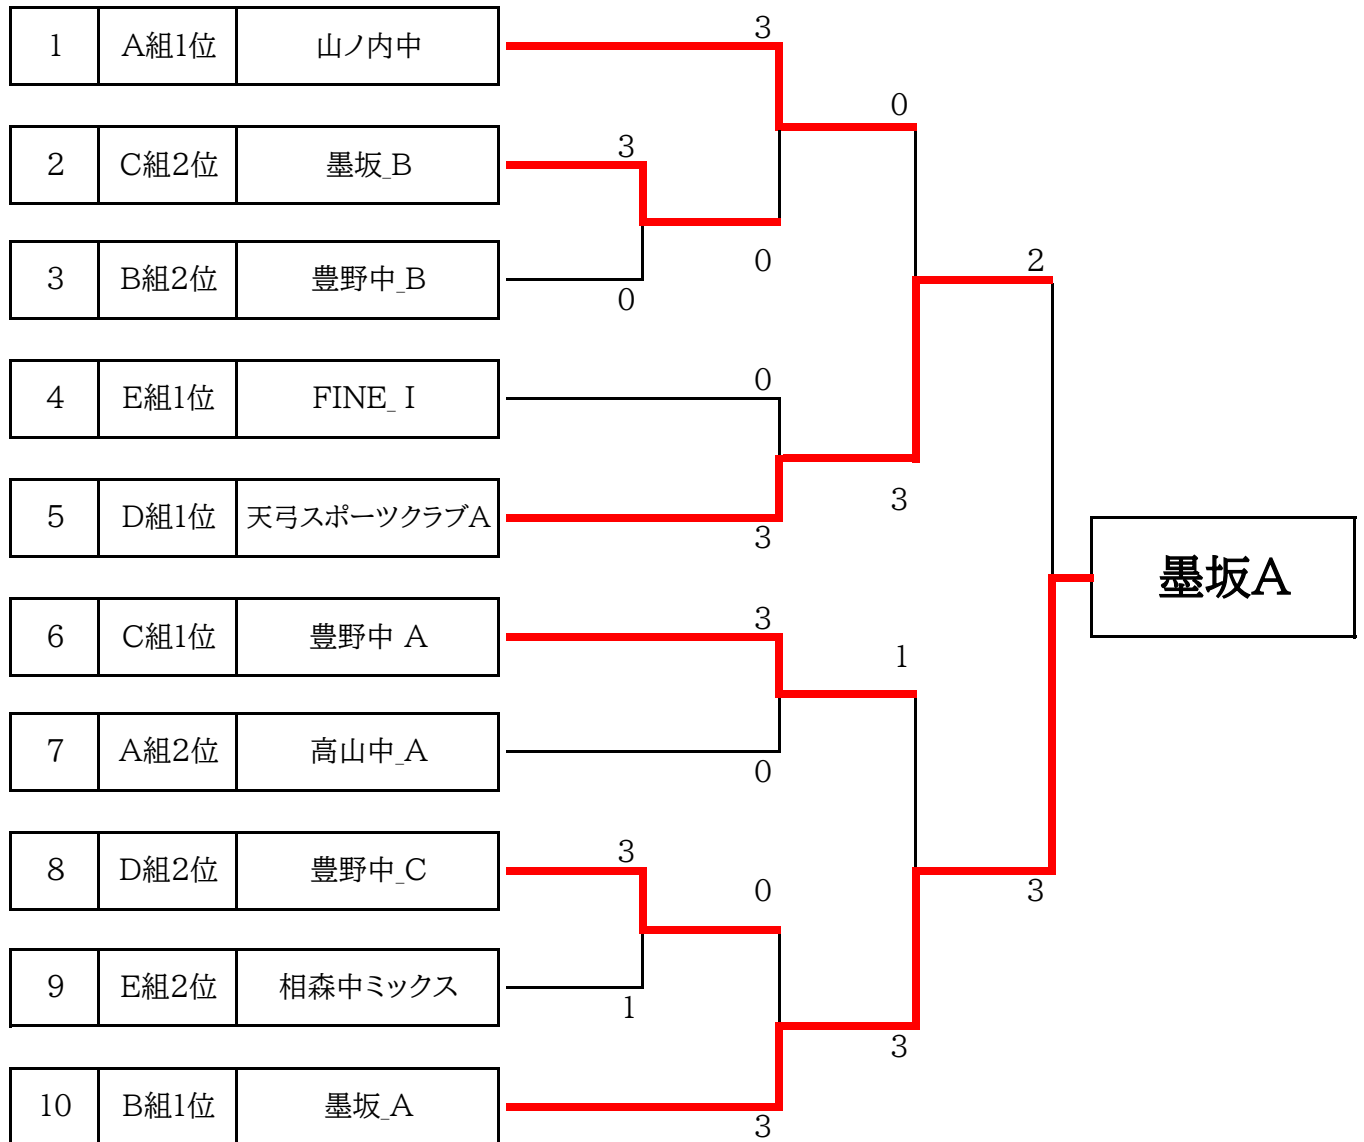 3
1 A組1位 山ノ内中
0
3
2 C組2位 墨坂_B
0
2
3 B組2位 豊野中_B
0
0
4 E組1位 FINE_Ⅰ
3
5 D組1位 天弓スポーツクラブA
3
墨坂A
3
6 C組1位 豊野中 A
1
7 A組2位 高山中_A
0
3
8 D組2位 豊野中_C
0
3
9 E組2位 相森中ミックス
1
3
10 B組1位 墨坂_A
3